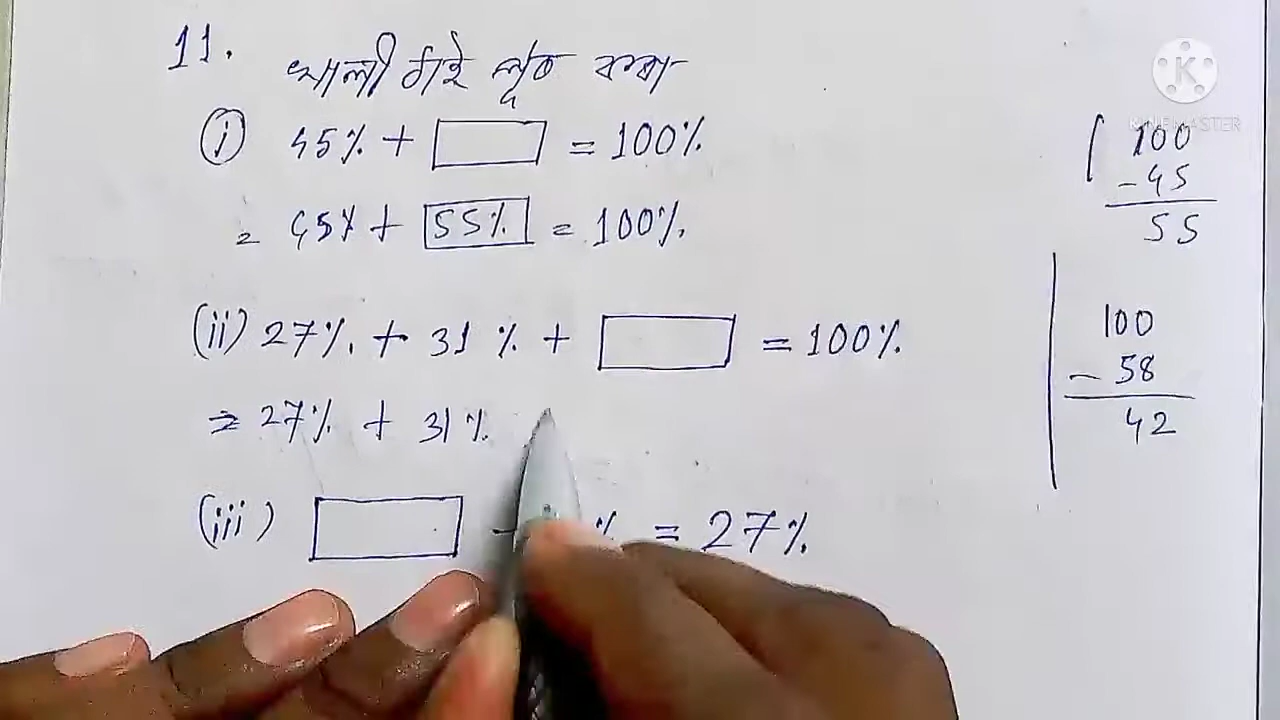 11. খালী ঠাই পূৰ কৰা
(i) 45% + = 100%
= 45% + 55% = 100%
(ii) 27% + 31% + = 100%
= 27% + 31%
(iii) % = 27%
100
- 45
55
100
- 58
42
KINEMASTER